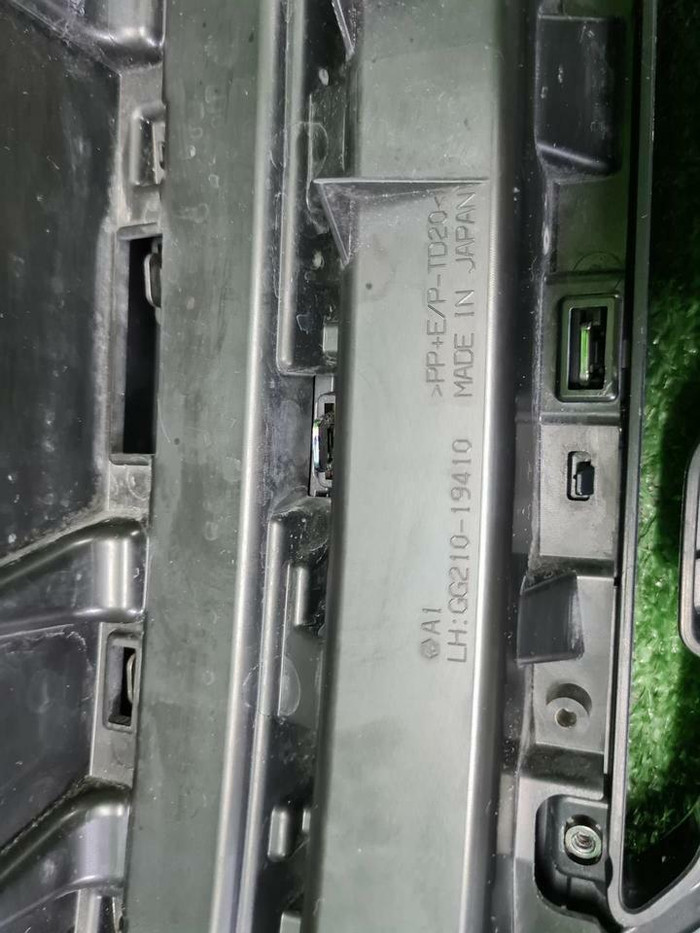 A1 >PP+E/P-TD20<
LH:GG210-19410 MADE IN JAPAN